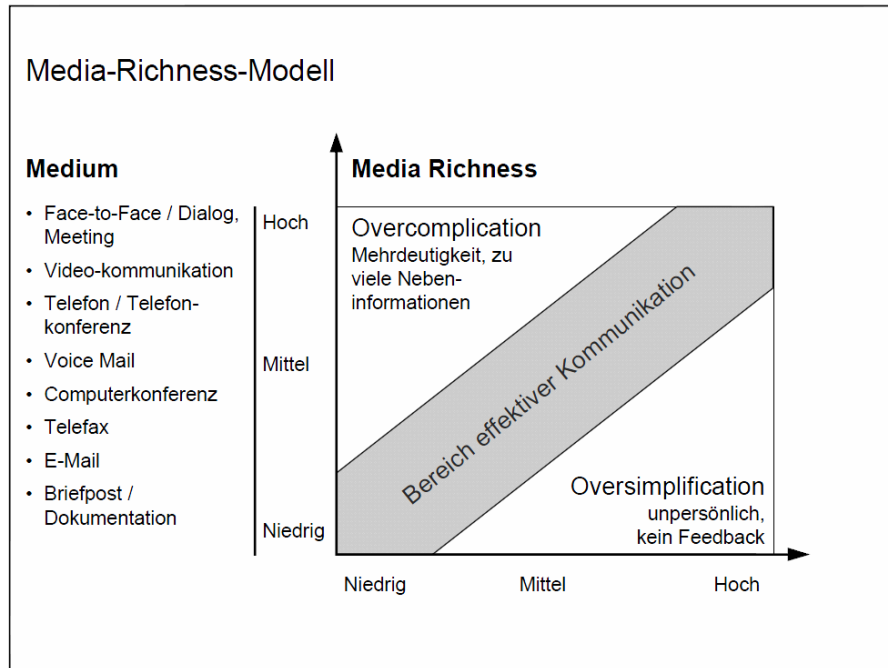 Media-Richness-Modell
Medium
• Face-to-Face / Dialog,
Meeting
• Video-kommunikation
• Telefon / Telefon-
konferenz
• Voice Mail
• Computerkonferenz
• Telefax
• E-Mail
• Briefpost /
Dokumentation
Media Richness
Hoch
Mittel
Niedrig
Overcomplication
Mehrdeutigkeit, zu
viele Neben-
informationen
Bereich effektiver Kommunikation
Oversimplification
unpersönlich,
kein Feedback
Niedrig
Mittel
Hoch